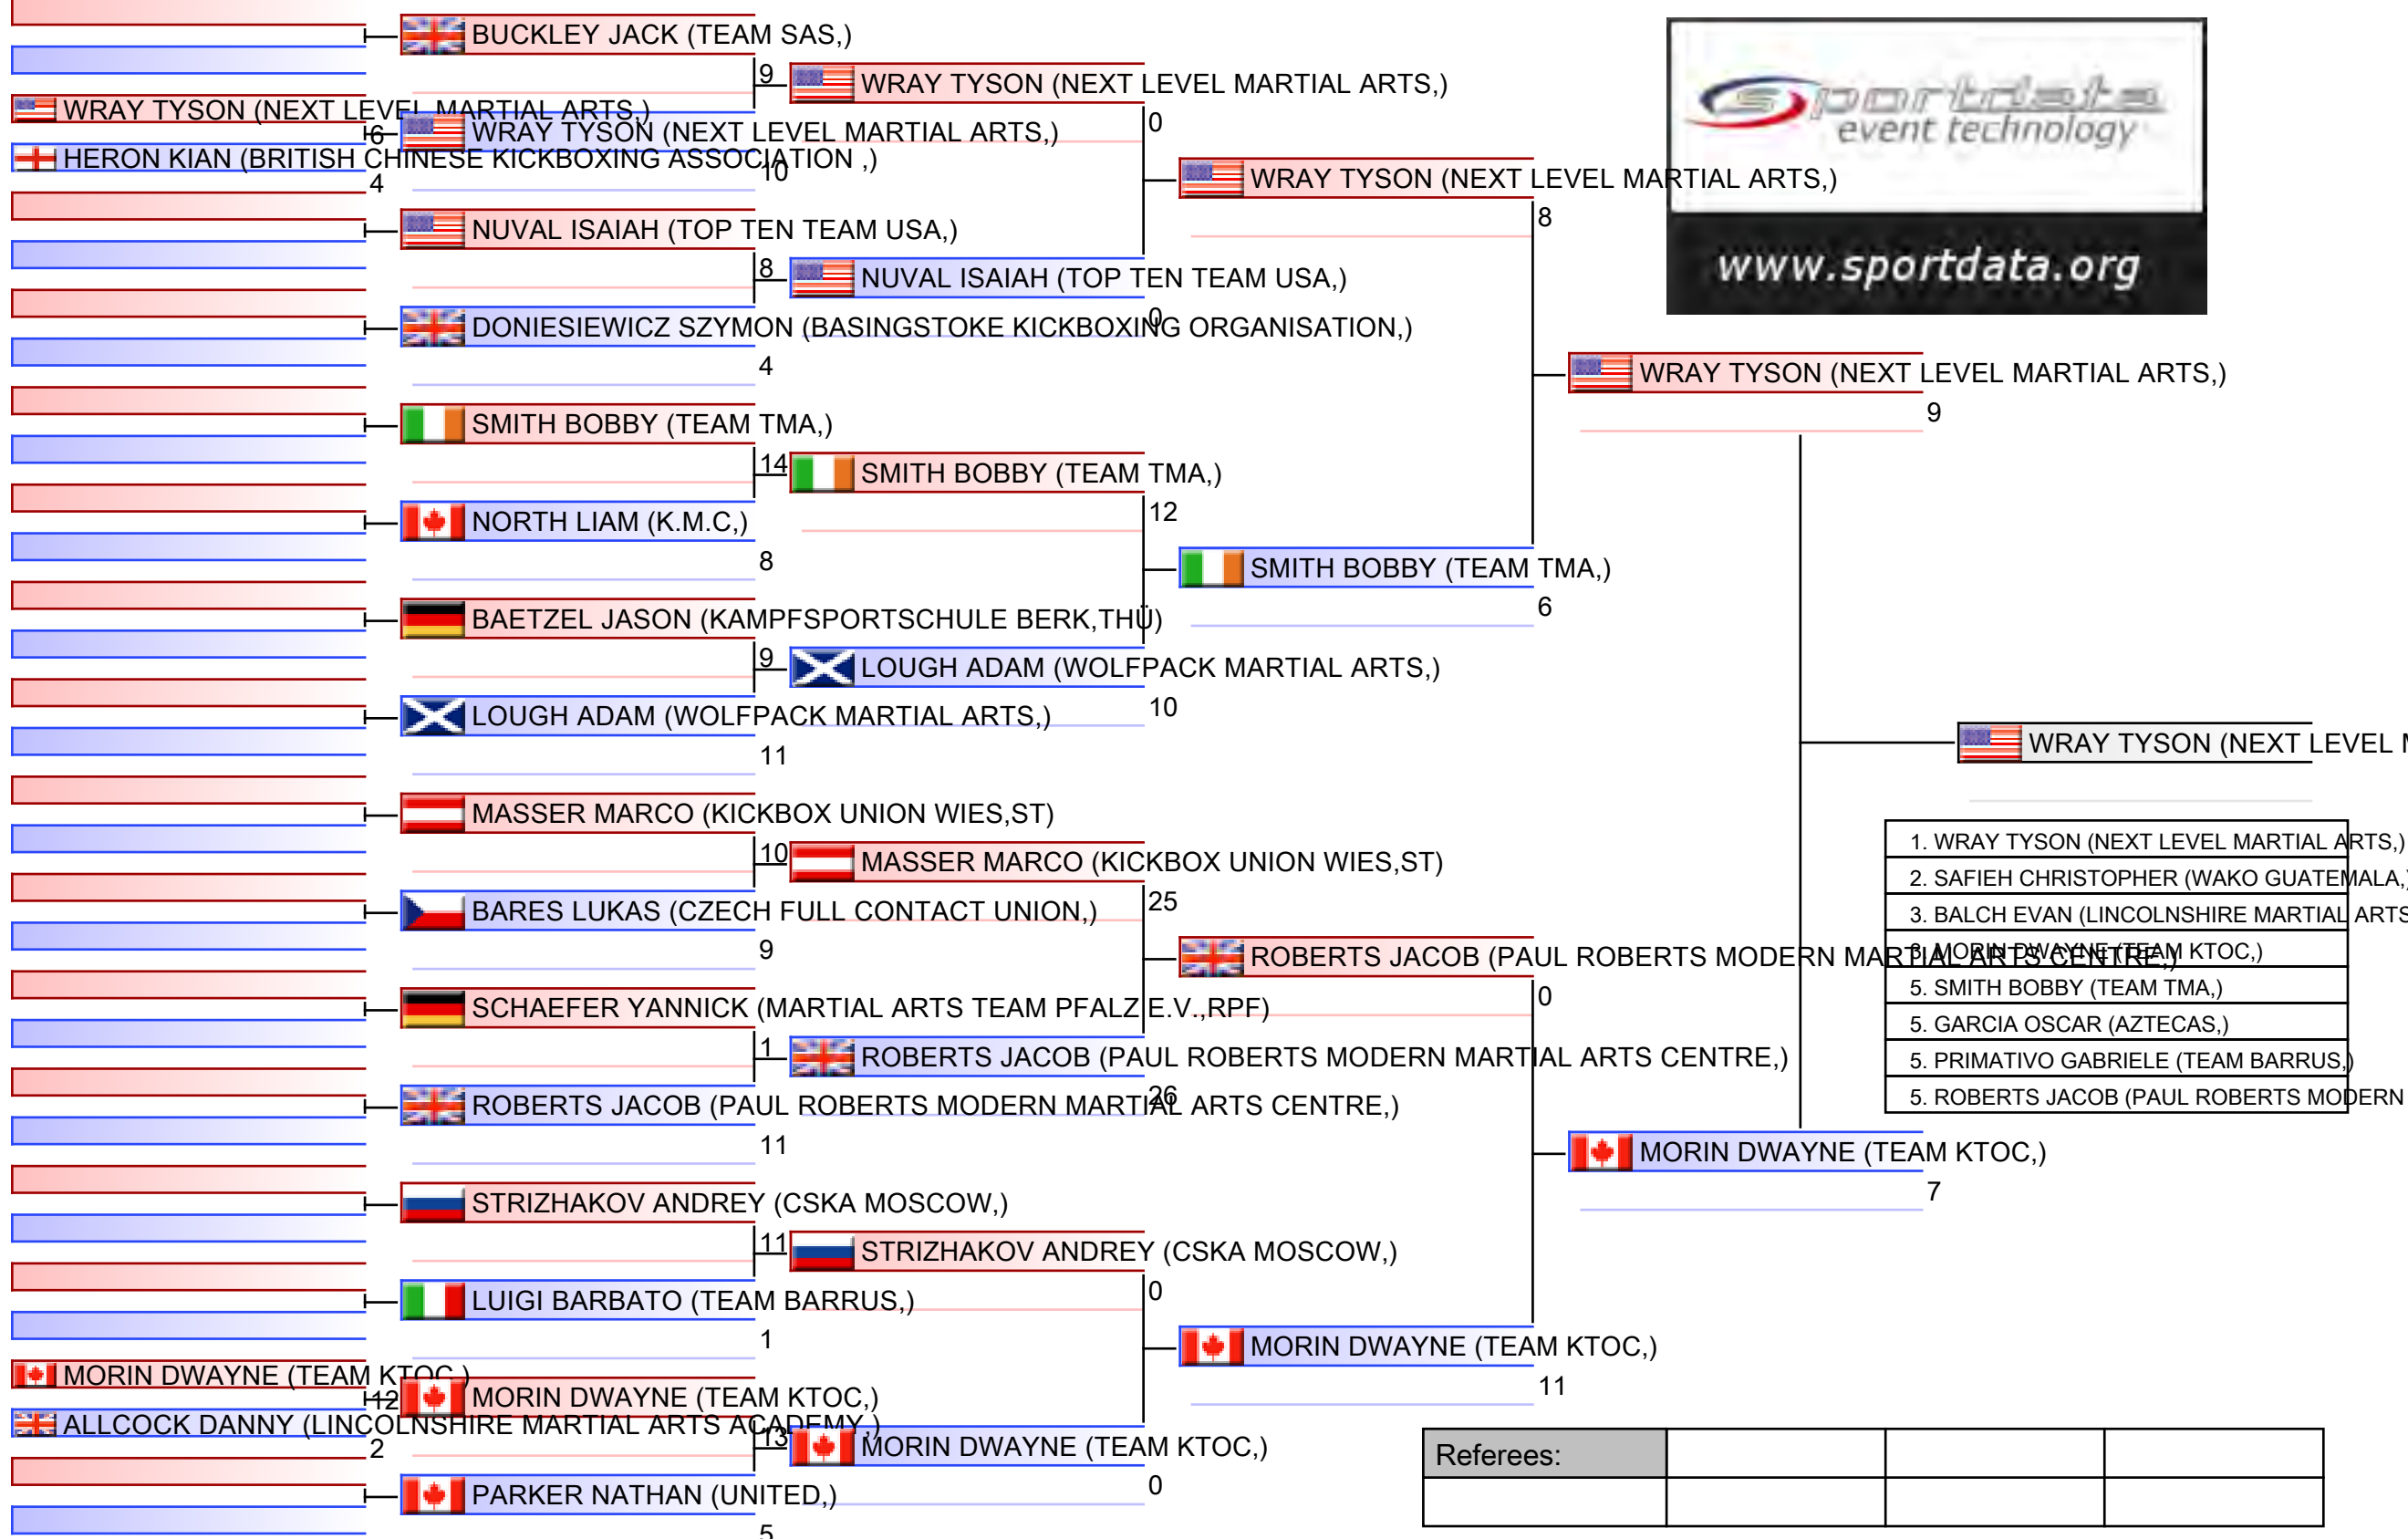 BUCKLEY JACK (TEAM SAS,)
9
WRAY TYSON (NEXT LEVEL MARTIAL ARTS,)
WRAY TYSON (NEXT LEVEL MARTIAL ARTS,)
6
WRAY TYSON (NEXT LEVEL MARTIAL ARTS,)
0
HERON KIAN (BRITISH CHINESE KICKBOXING ASSOCIATION ,)
10
4
WRAY TYSON (NEXT LEVEL MARTIAL ARTS,)
8
NUVAL ISAIAH (TOP TEN TEAM USA,)
8
NUVAL ISAIAH (TOP TEN TEAM USA,)
0
DONIESIEWICZ SZYMON (BASINGSTOKE KICKBOXING ORGANISATION,)
4
WRAY TYSON (NEXT LEVEL MARTIAL ARTS,)
9
SMITH BOBBY (TEAM TMA,)
14
SMITH BOBBY (TEAM TMA,)
12
NORTH LIAM (K.M.C,)
8
SMITH BOBBY (TEAM TMA,)
6
BAETZEL JASON (KAMPFSPORTSCHULE BERK,THÜ)
9
LOUGH ADAM (WOLFPACK MARTIAL ARTS,)
10
LOUGH ADAM (WOLFPACK MARTIAL ARTS,)
11
WRAY TYSON (NEXT LEVEL
MASSER MARCO (KICKBOX UNION WIES,ST)
10
MASSER MARCO (KICKBOX UNION WIES,ST)
25
BARES LUKAS (CZECH FULL CONTACT UNION,)
9
ROBERTS JACOB (PAUL ROBERTS MODERN MARTIAL ARTS CENTRE,)
0
SCHAEFER YANNICK (MARTIAL ARTS TEAM PFALZ E.V.,RPF)
1
ROBERTS JACOB (PAUL ROBERTS MODERN MARTIAL ARTS CENTRE,)
26
ROBERTS JACOB (PAUL ROBERTS MODERN MARTIAL ARTS CENTRE,)
11
MORIN DWAYNE (TEAM KTOC,)
7
STRIZHAKOV ANDREY (CSKA MOSCOW,)
11
STRIZHAKOV ANDREY (CSKA MOSCOW,)
0
LUIGI BARBATO (TEAM BARRUS,)
1
MORIN DWAYNE (TEAM KTOC,)
11
MORIN DWAYNE (TEAM KTOC,)
12
MORIN DWAYNE (TEAM KTOC,)
ALLCOCK DANNY (LINCOLNSHIRE MARTIAL ARTS ACADEMY,)
13
2
MORIN DWAYNE (TEAM KTOC,)
0
PARKER NATHAN (UNITED,)
5
sportdata
event technology
www.sportdata.org
1. WRAY TYSON (NEXT LEVEL MARTIAL ARTS,)
2. SAFIEH CHRISTOPHER (WAKO GUATEMALA,)
3. BALCH EVAN (LINCOLNSHIRE MARTIAL ARTS
3. MORIN DWAYNE (TEAM KTOC,)
5. SMITH BOBBY (TEAM TMA,)
5. GARCIA OSCAR (AZTECAS,)
5. PRIMATIVO GABRIELE (TEAM BARRUS,)
5. ROBERTS JACOB (PAUL ROBERTS MODERN
Referees: